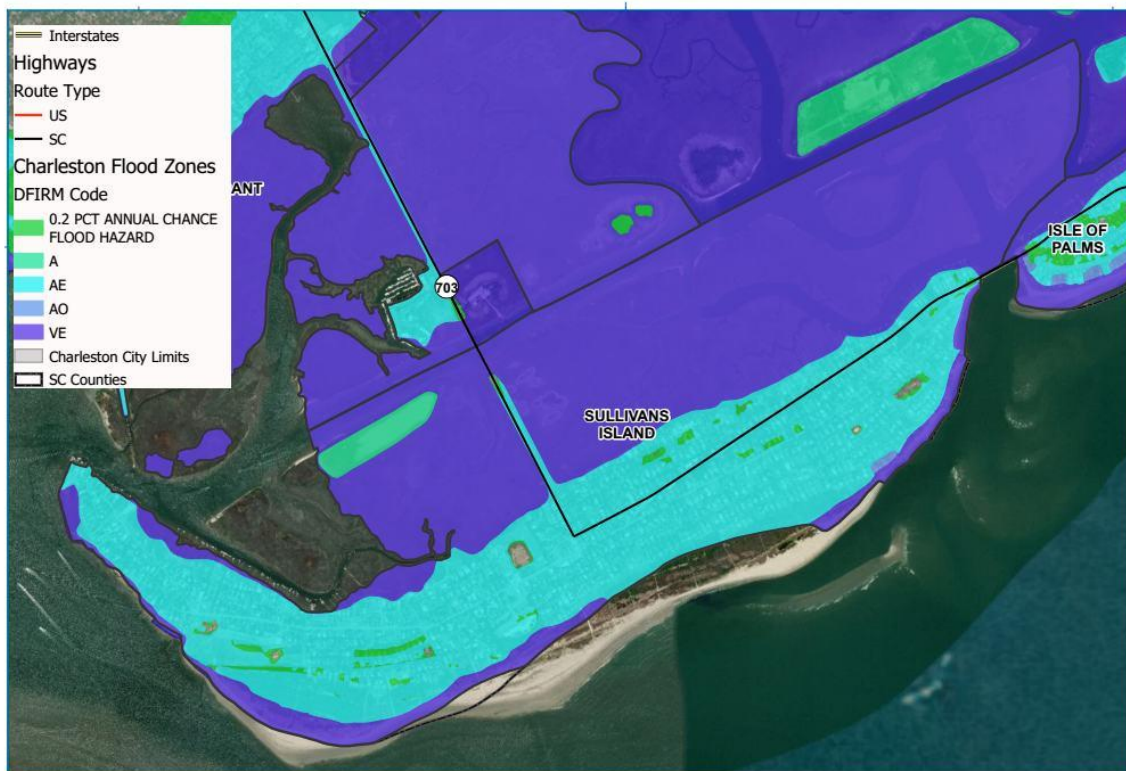 Interstates
Highways
Route Type
US
SC
Charleston Flood Zones
DFIRM Code
0.2 PCT ANNUAL CHANCE
FLOOD HAZARD
A
AE
AO
VE
Charleston City Limits
SC Counties
ANT
703
SULLIVANS
ISLAND
ISLE OF
PALMS